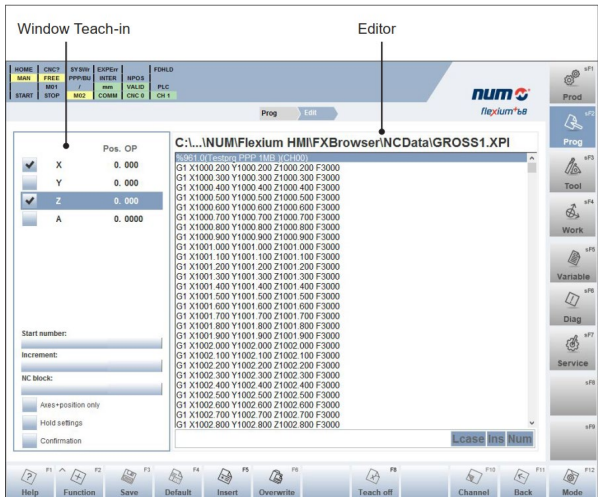 Window Teach-in
Editor
HOME CNC? SYSWr EXPErr FDHLD
MAN FREE PPP/BU INTER NPOS
M01 / mm VALID PLC
START STOP M02 COMM CNC 0 CH 1
num
flexium+68
Prog Edit
Pos. OP
X 0. 000
Y 0. 000
Z 0. 000
A 0. 0000
Start number:
Increment:
NC block:
Axes+position only
Hold settings
Confirmation
C:\...\NUM\Flexium HMI\FXBrowser\NCData\GROSS1.XPI
%961.0(Testprg PPP 1MB )(CH00)
G1 X1000.200 Y1000.200 Z1000.200 F3000
G1 X1000.300 Y1000.300 Z1000.300 F3000
G1 X1000.400 Y1000.400 Z1000.400 F3000
G1 X1000.500 Y1000.500 Z1000.500 F3000
G1 X1000.600 Y1000.600 Z1000.600 F3000
G1 X1000.700 Y1000.700 Z1000.700 F3000
G1 X1000.800 Y1000.800 Z1000.800 F3000
G1 X1000.900 Y1000.900 Z1000.900 F3000
G1 X1001.000 Y1001.000 Z1001.000 F3000
G1 X1001.100 Y1001.100 Z1001.100 F3000
G1 X1001.200 Y1001.200 Z1001.200 F3000
G1 X1001.300 Y1001.300 Z1001.300 F3000
G1 X1001.400 Y1001.400 Z1001.400 F3000
G1 X1001.500 Y1001.500 Z1001.500 F3000
G1 X1001.600 Y1001.600 Z1001.600 F3000
G1 X1001.700 Y1001.700 Z1001.700 F3000
G1 X1001.800 Y1001.800 Z1001.800 F3000
G1 X1001.900 Y1001.900 Z1001.900 F3000
G1 X1002.000 Y1002.000 Z1002.000 F3000
G1 X1002.100 Y1002.100 Z1002.100 F3000
G1 X1002.200 Y1002.200 Z1002.200 F3000
G1 X1002.300 Y1002.300 Z1002.300 F3000
G1 X1002.400 Y1002.400 Z1002.400 F3000
G1 X1002.500 Y1002.500 Z1002.500 F3000
G1 X1002.600 Y1002.600 Z1002.600 F3000
G1 X1002.700 Y1002.700 Z1002.700 F3000
G1 X1002.800 Y1002.800 Z1002.800 F3000
Lcase Ins Num
sF1
Prod
sF2
Prog
sF3
Tool
sF4
Work
sF5
Variable
sF6
Diag
sF7
Service
sF8
sF9
F1 F2 F3 F4 F5 F6 F8 F10 F11 F12
Help Function Save Default Insert Overwrite Teach off Channel Back Mode